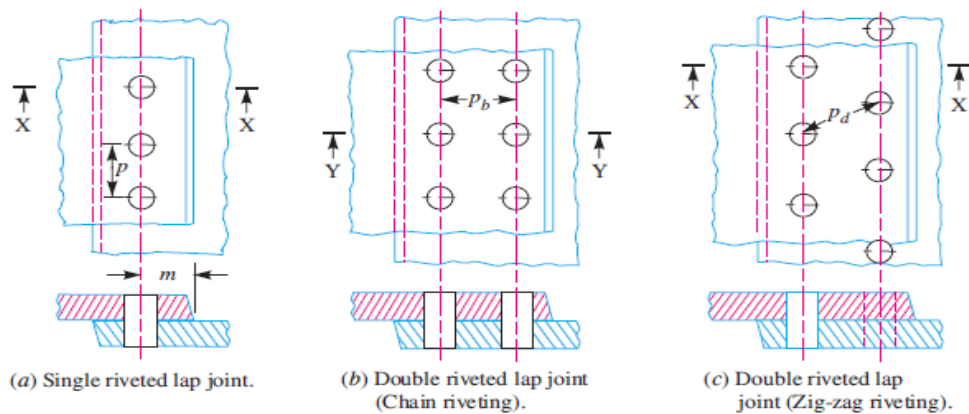 X
X
p
m
(a) Single riveted lap joint.
p_b
Y
Y
(b) Double riveted lap joint
(Chain riveting).
X
X
p_d
(c) Double riveted lap
joint (Zig-zag riveting).